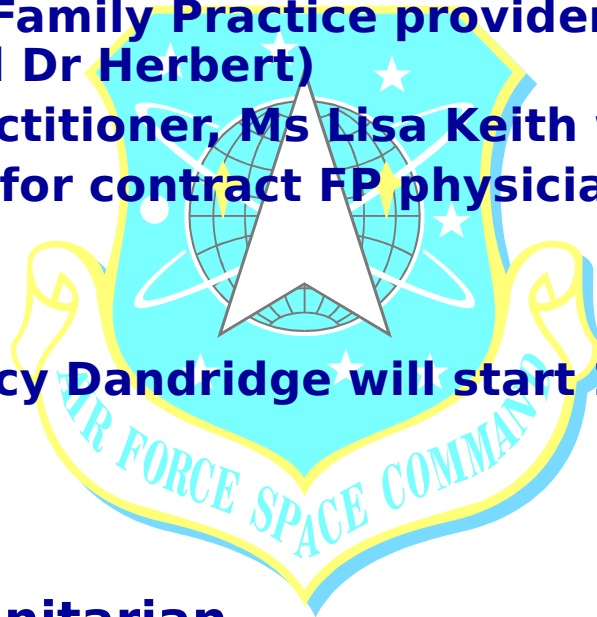 Family Practice provider
Dr Herbert)
ctitioner, Ms Lisa Keith
for contract FP physicia
cy Dandridge will start
AIR FORCE SPACE COMMAND
nitarian